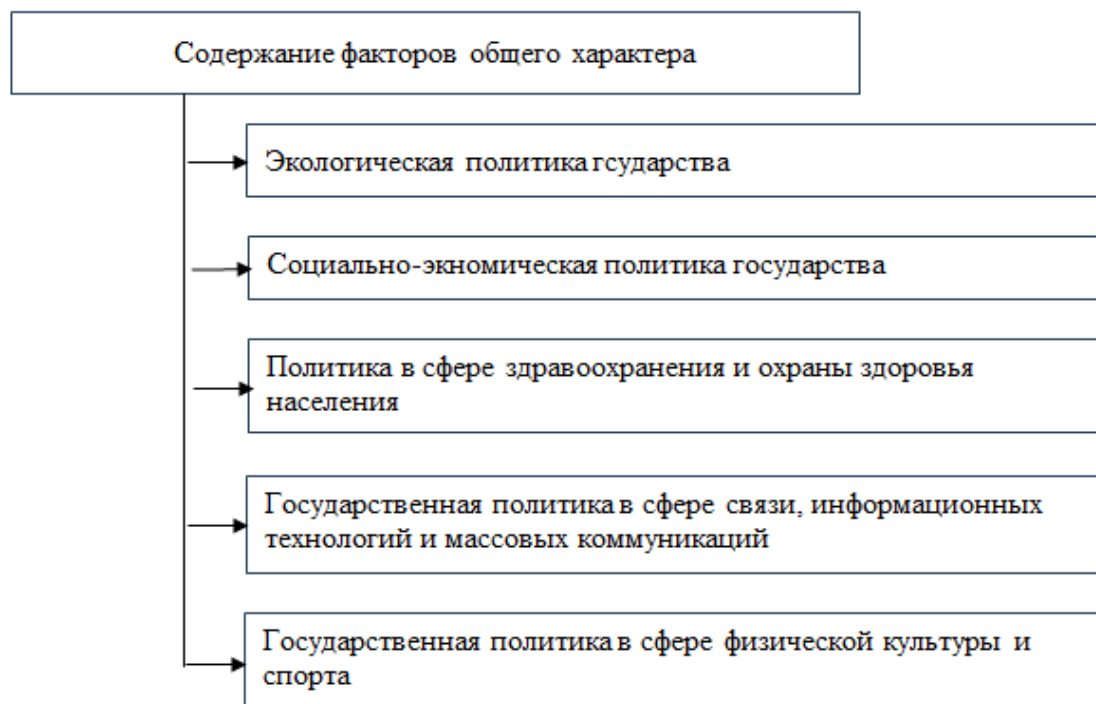 Содержание факторов общего характера
Экологическая политика гсударства
Социально-экномическая политика государства
Политика в сфере здравоохранения и охраны здоровья
населения
Государственная политика в сфере связи, информационных
технологий и массовых коммуникаций
Государственная политика в сфере физической культуры и
спорта